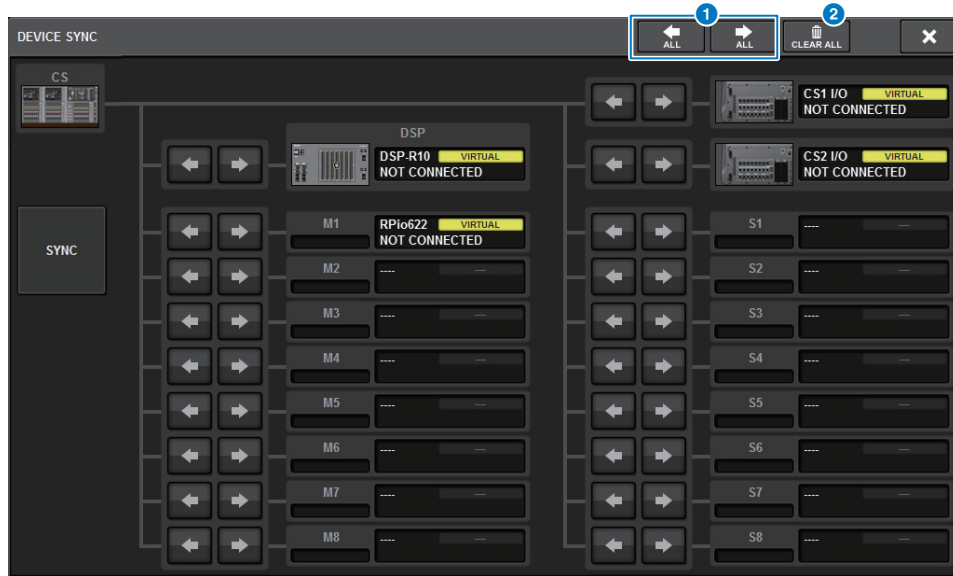 1
2
DEVICE SYNC
ALL
ALL
CLEAR ALL
CS
CS1 I/O VIRTUAL
NOT CONNECTED
DSP
DSP-R10 VIRTUAL
NOT CONNECTED
CS2 I/O VIRTUAL
NOT CONNECTED
SYNC
M1 RPio622 VIRTUAL
NOT CONNECTED
S1 ---- ----
M2 ---- ----
S2 ---- ----
M3 ---- ----
S3 ---- ----
M4 ---- ----
S4 ---- ----
M5 ---- ----
S5 ---- ----
M6 ---- ----
S6 ---- ----
M7 ---- ----
S7 ---- ----
M8 ---- ----
S8 ---- ----